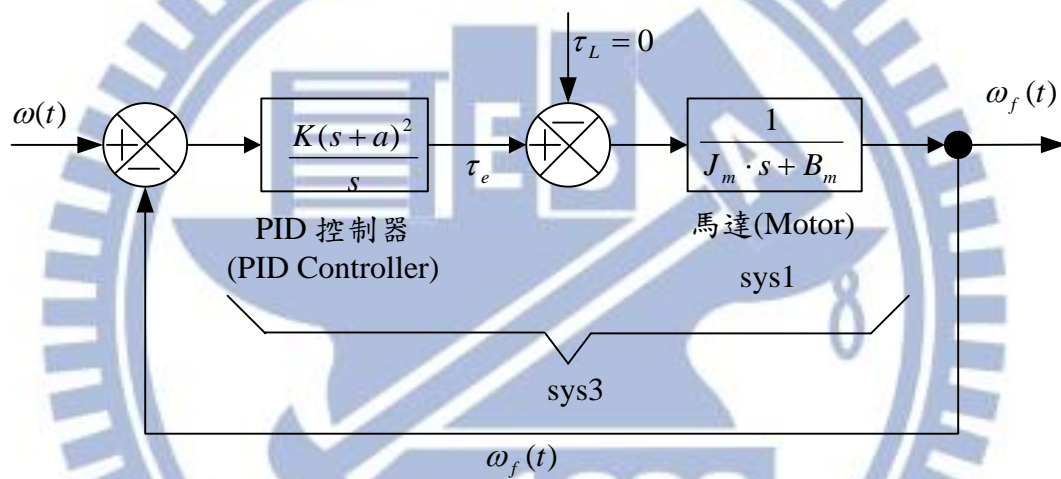 τ_L = 0
ω(t)
ω_f(t)
+
−
K(s+a)^2
s
τ_e
+
−
1
J_m · s + B_m
PID 控制器
(PID Controller)
馬達(Motor)
sys1
sys3
ω_f(t)
E S A
8